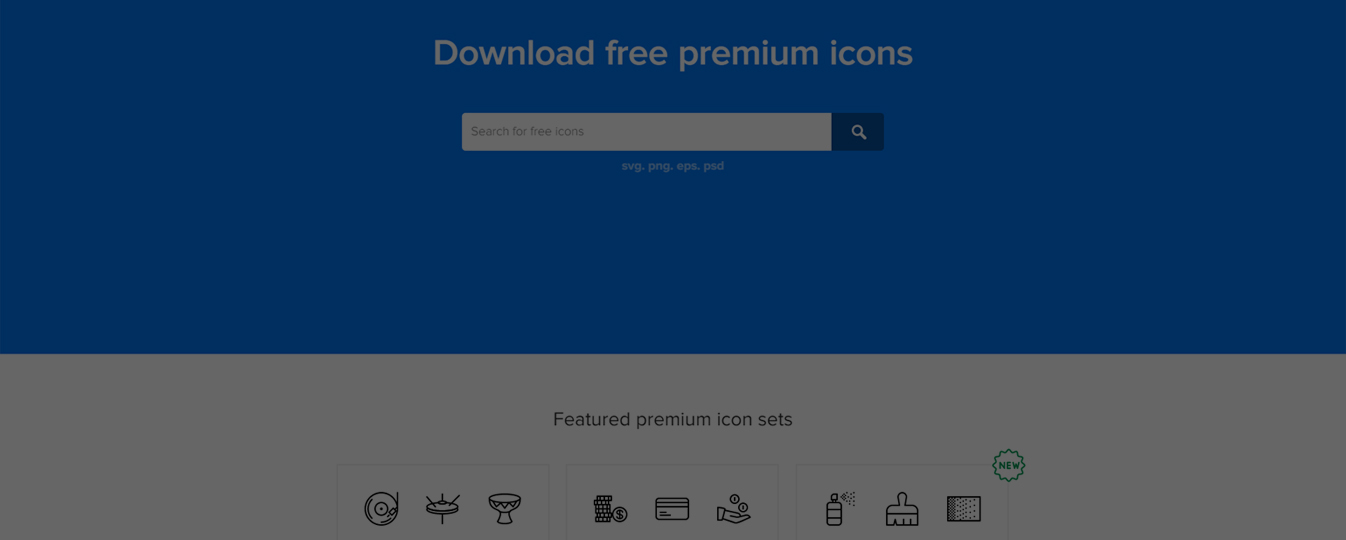 Download free premium icons
Search for free icons
svg. png. eps. psd
Featured premium icon sets
NEW